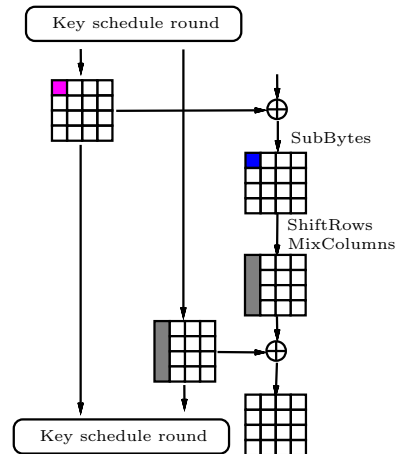 Key schedule round
SubBytes
ShiftRows
MixColumns
Key schedule round